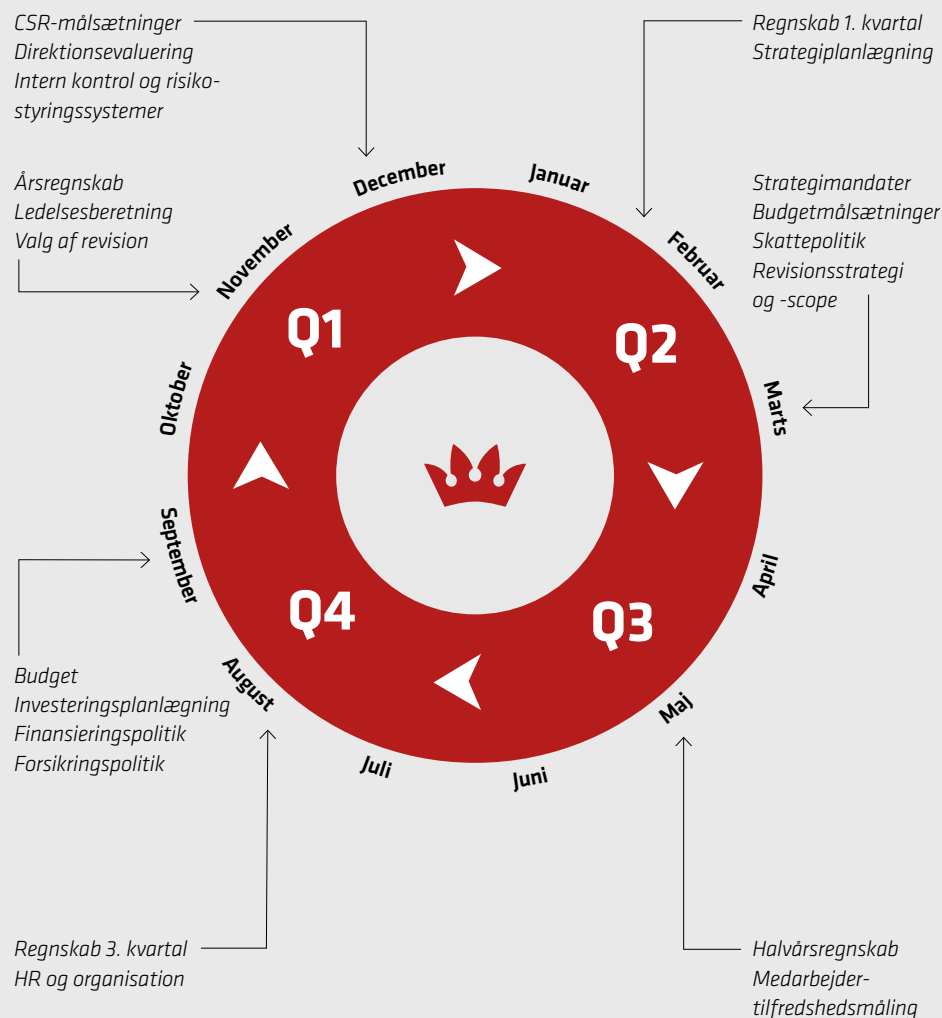 CSR-målsætninger
Direktionsevaluering
Intern kontrol og risiko-
styringssystemer
Regnskab 1. kvartal
Strategiplanlægning
Årsregnskab
Ledelsesberetning
Valg af revision
Strategimandater
Budgetmålsætninger
Skattepolitik
Revisionsstrategi
og -scope
December
Januar
November
Februar
Q1
Q2
Oktober
Marts
September
April
Q4
Q3
August
Maj
Juli
Juni
Budget
Investeringsplanlægning
Finansieringspolitik
Forsikringspolitik
Regnskab 3. kvartal
HR og organisation
Halvårsregnskab
Medarbejder-
tilfredshedsmåling